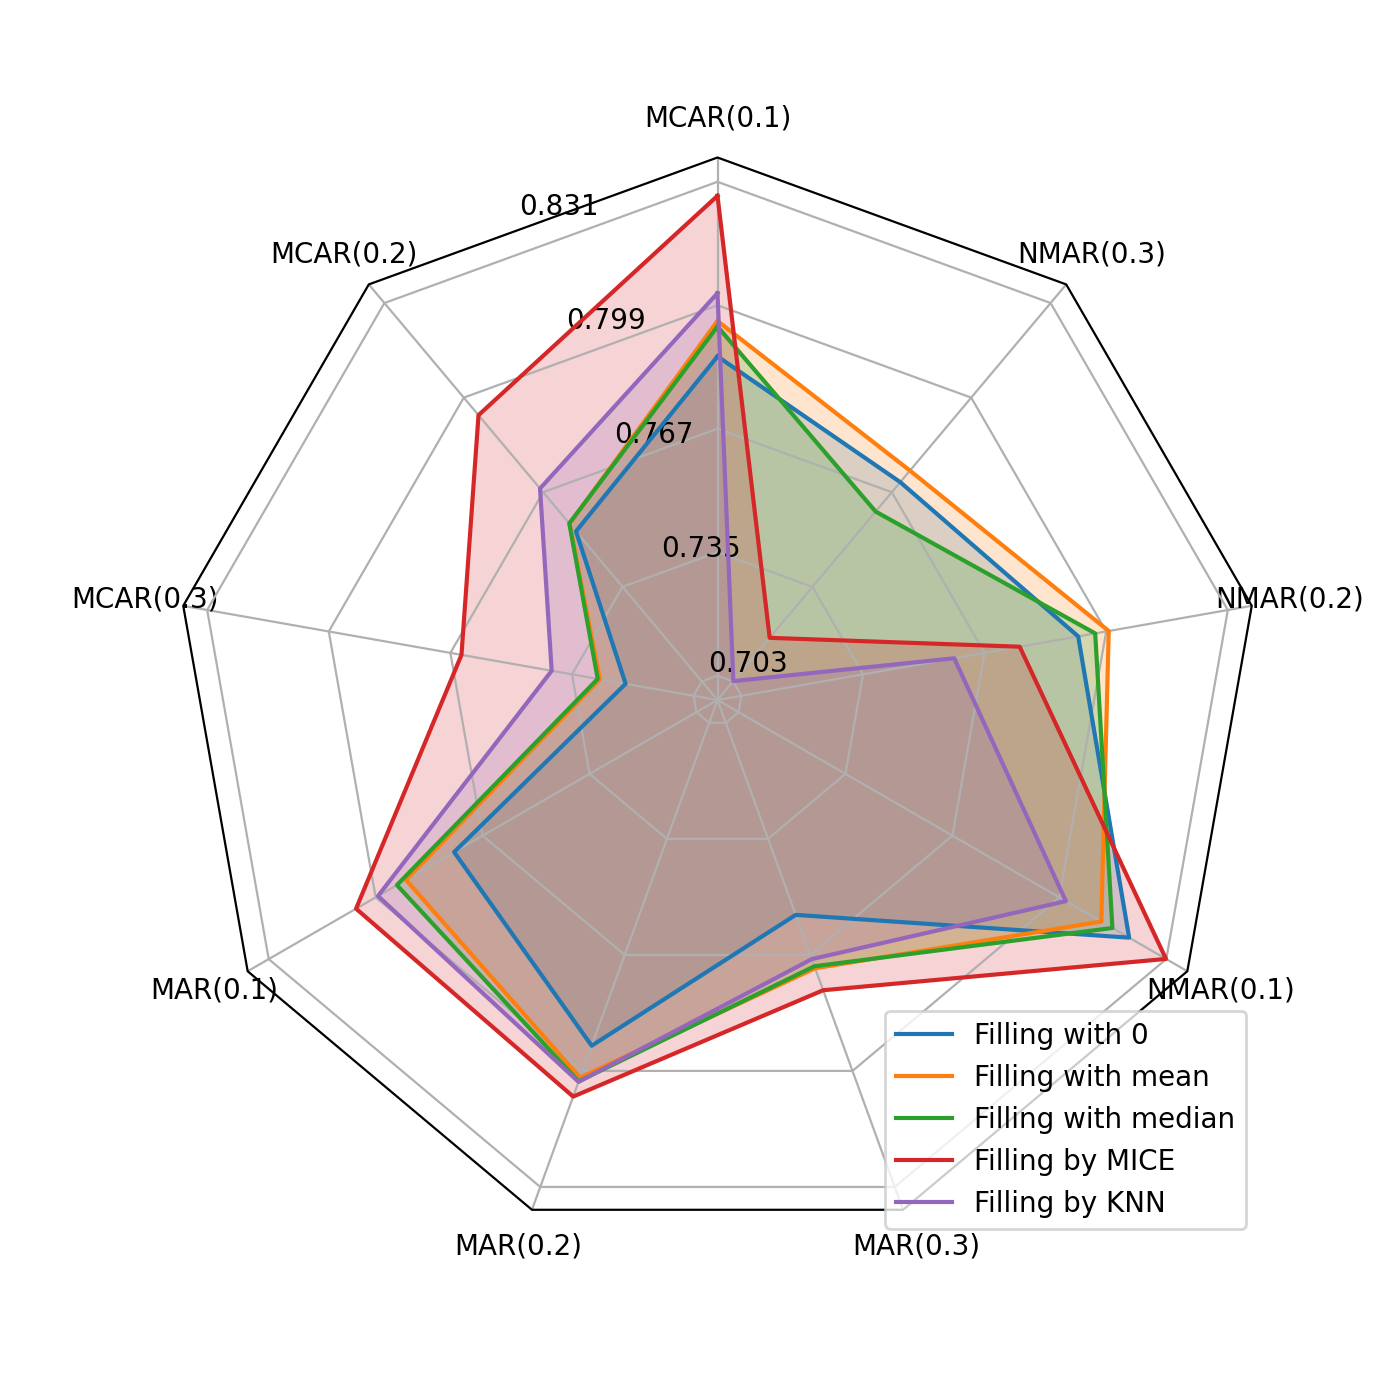 MCAR(0.1)
0.831
MCAR(0.2)
NMAR(0.3)
0.799
0.767
0.735
MCAR(0.3)
NMAR(0.2)
0.703
MAR(0.1)
NMAR(0.1)
Filling with 0
Filling with mean
Filling with median
Filling by MICE
Filling by KNN
MAR(0.2)
MAR(0.3)